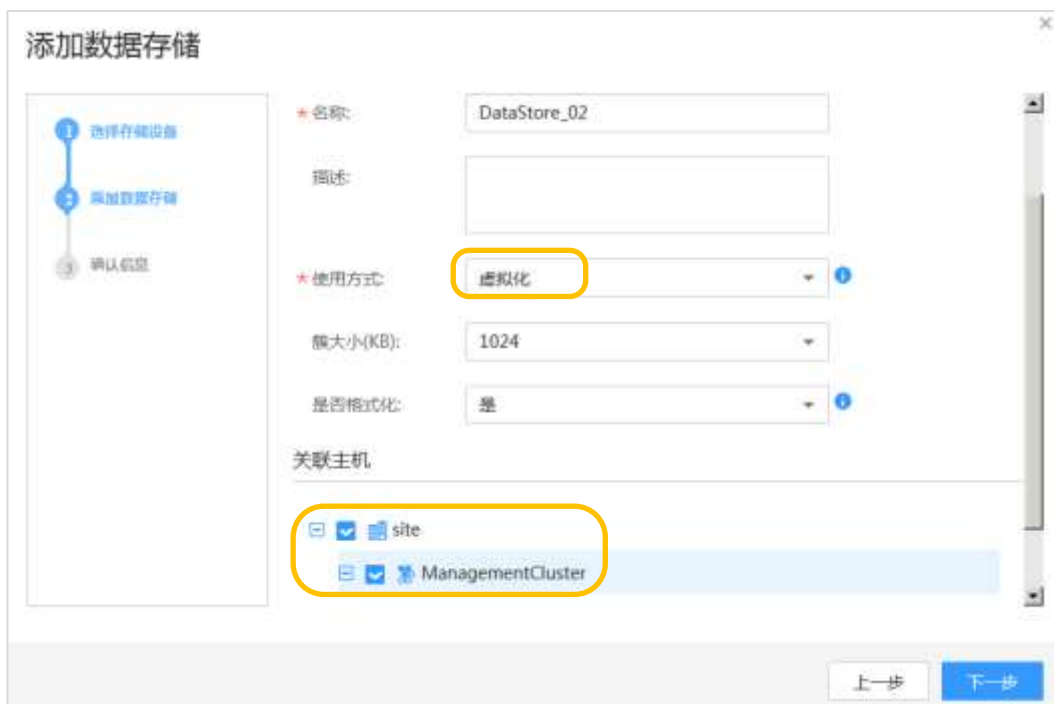 添加数据存储
1 选择存储设备
2 添加数据存储
3 确认信息
* 名称: DataStore_02
描述:
* 使用方式: 虚拟化
簇大小(KB): 1024
是否格式化: 是
关联主机
site
ManagementCluster
上一步 下一步